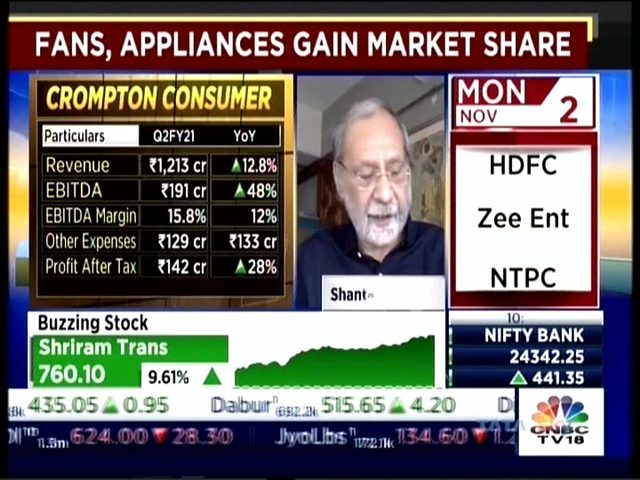 FANS, APPLIANCES GAIN MARKET SHARE
CROMPTON CONSUMER
Particulars Q2FY21 YoY
Revenue ₹1,213 cr 12.8%
EBITDA ₹191 cr 48%
EBITDA Margin 15.8% 12%
Other Expenses ₹129 cr ₹133 cr
Profit After Tax ₹142 cr 28%
Shant
MON
NOV 2
HDFC
Zee Ent
NTPC
Buzzing Stock
Shriram Trans
760.10 9.61%
10:
NIFTY BANK
24342.25
441.35
435.05 0.95 Dabur 515.65 4.20 D
624.00 28.30 JyoLbs 134.60
CNBC
TV18